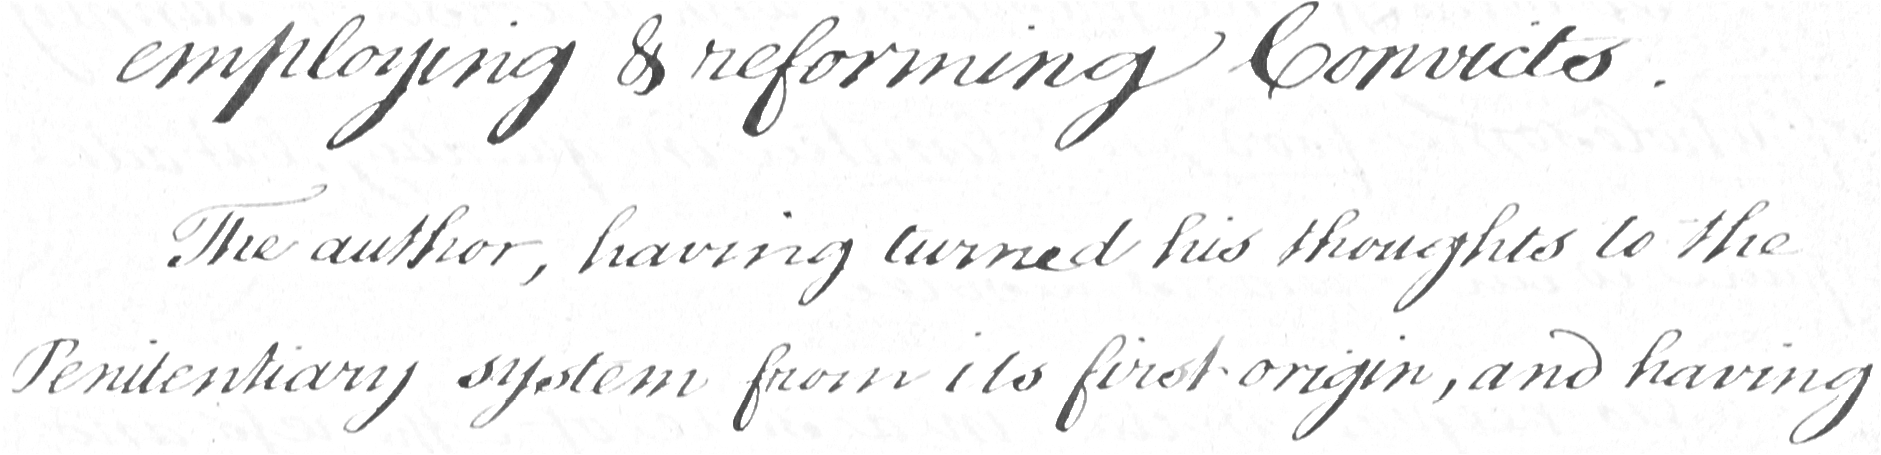 employing & reforming Convicts.
The author, having turned his thoughts to the
Penitentiary system from its first origin, and having